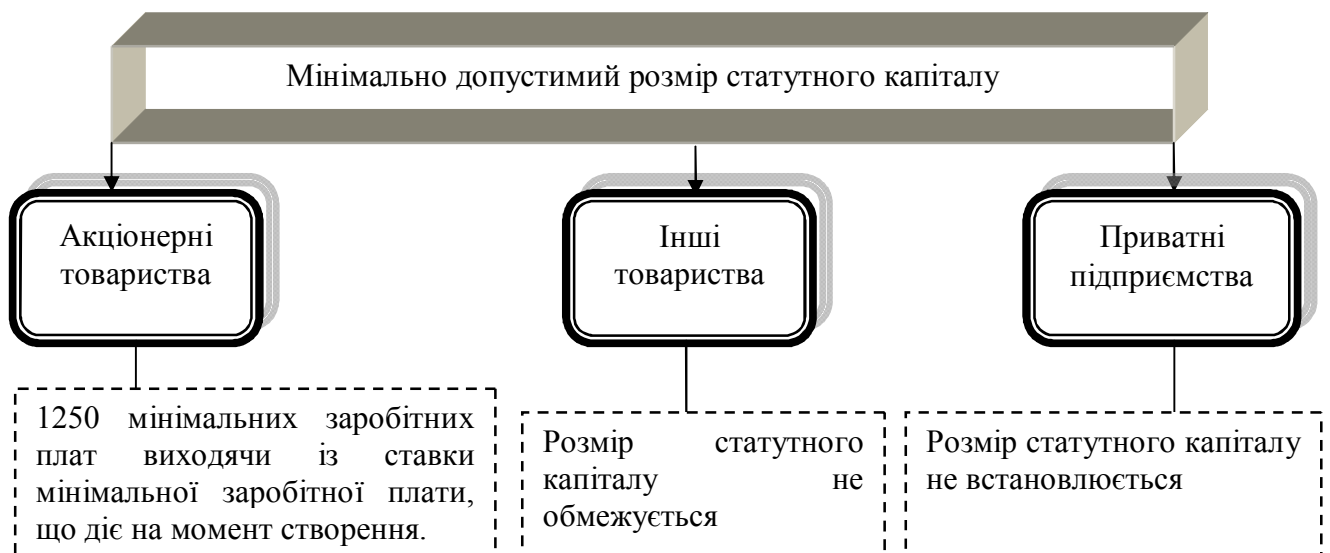 Мінімально допустимий розмір статутного капіталу
Акціонерні
товариства
Інші
товариства
Приватні
підприємства
1250 мінімальних заробітних
плат виходячи із ставки
мінімальної заробітної плати,
що діє на момент створення.
Розмір статутного
капіталу не
обмежується
Розмір статутного капіталу
не встановлюється